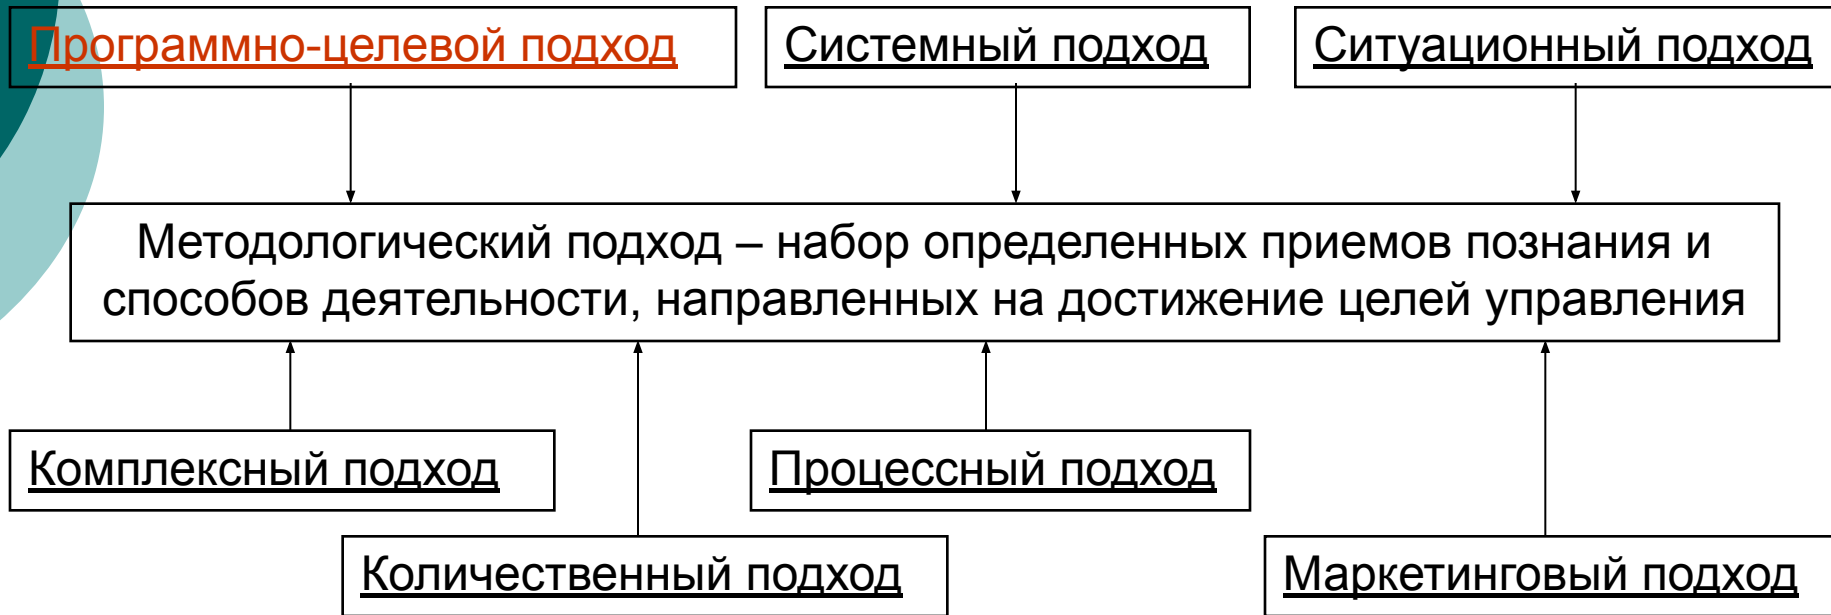 Программно-целевой подход
Системный подход
Ситуационный подход
Методологический подход – набор определенных приемов познания и
способов деятельности, направленных на достижение целей управления
Комплексный подход
Процессный подход
Количественный подход
Маркетинговый подход